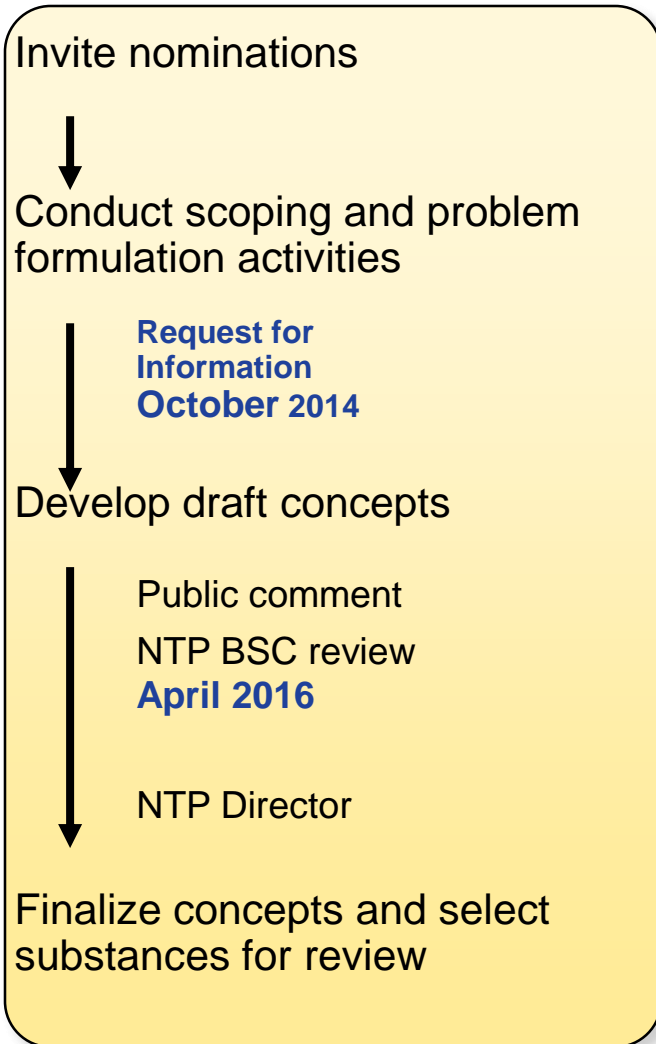 Invite nominations
Conduct scoping and problem
formulation activities
Request for
Information
October 2014
Develop draft concepts
Public comment
NTP BSC review
April 2016
NTP Director
Finalize concepts and select
substances for review